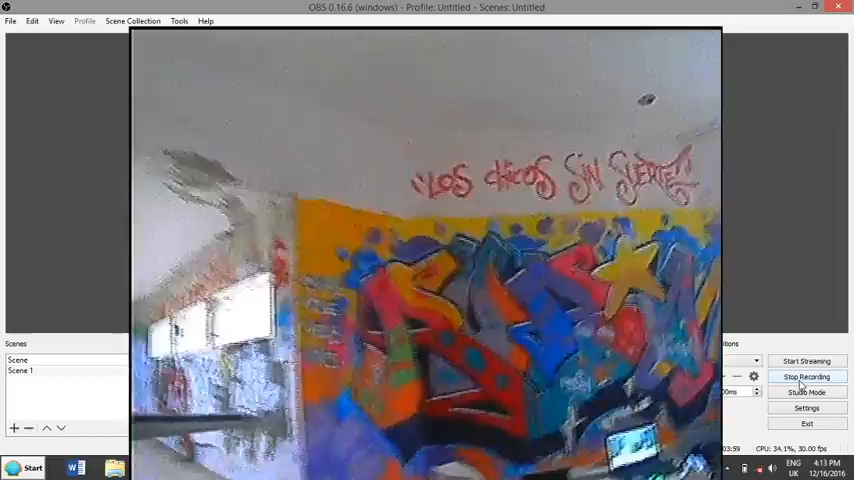 OBS 0.16.6 (windows) - Profile: Untitled - Scenes: Untitled
File Edit View Profile Scene Collection Tools Help
"LOS CHICOS SIN SUERTE"
Scenes
Scene
Scene 1
Start Streaming
Stop Recording
Studio Mode
Settings
Exit
CPU: 34.1%, 30.00 fps
Start
ENG
UK
4:13 PM
12/16/2016